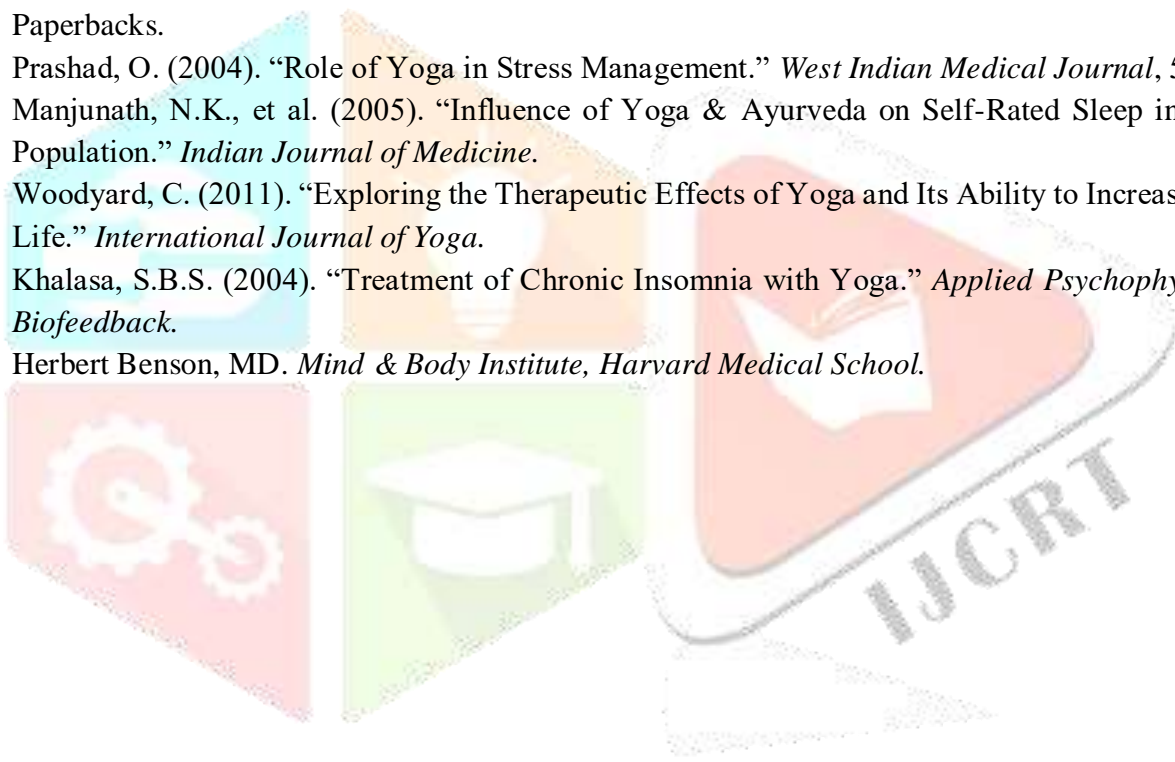 Paperbacks.
Prashad, O. (2004). “Role of Yoga in Stress Management.” West Indian Medical Journal, 5
Manjunath, N.K., et al. (2005). “Influence of Yoga & Ayurveda on Self-Rated Sleep in
Population.” Indian Journal of Medicine.
Woodyard, C. (2011). “Exploring the Therapeutic Effects of Yoga and Its Ability to Increas
Life.” International Journal of Yoga.
Khalasa, S.B.S. (2004). “Treatment of Chronic Insomnia with Yoga.” Applied Psychophy
Biofeedback.
Herbert Benson, MD. Mind & Body Institute, Harvard Medical School.
IJCRT